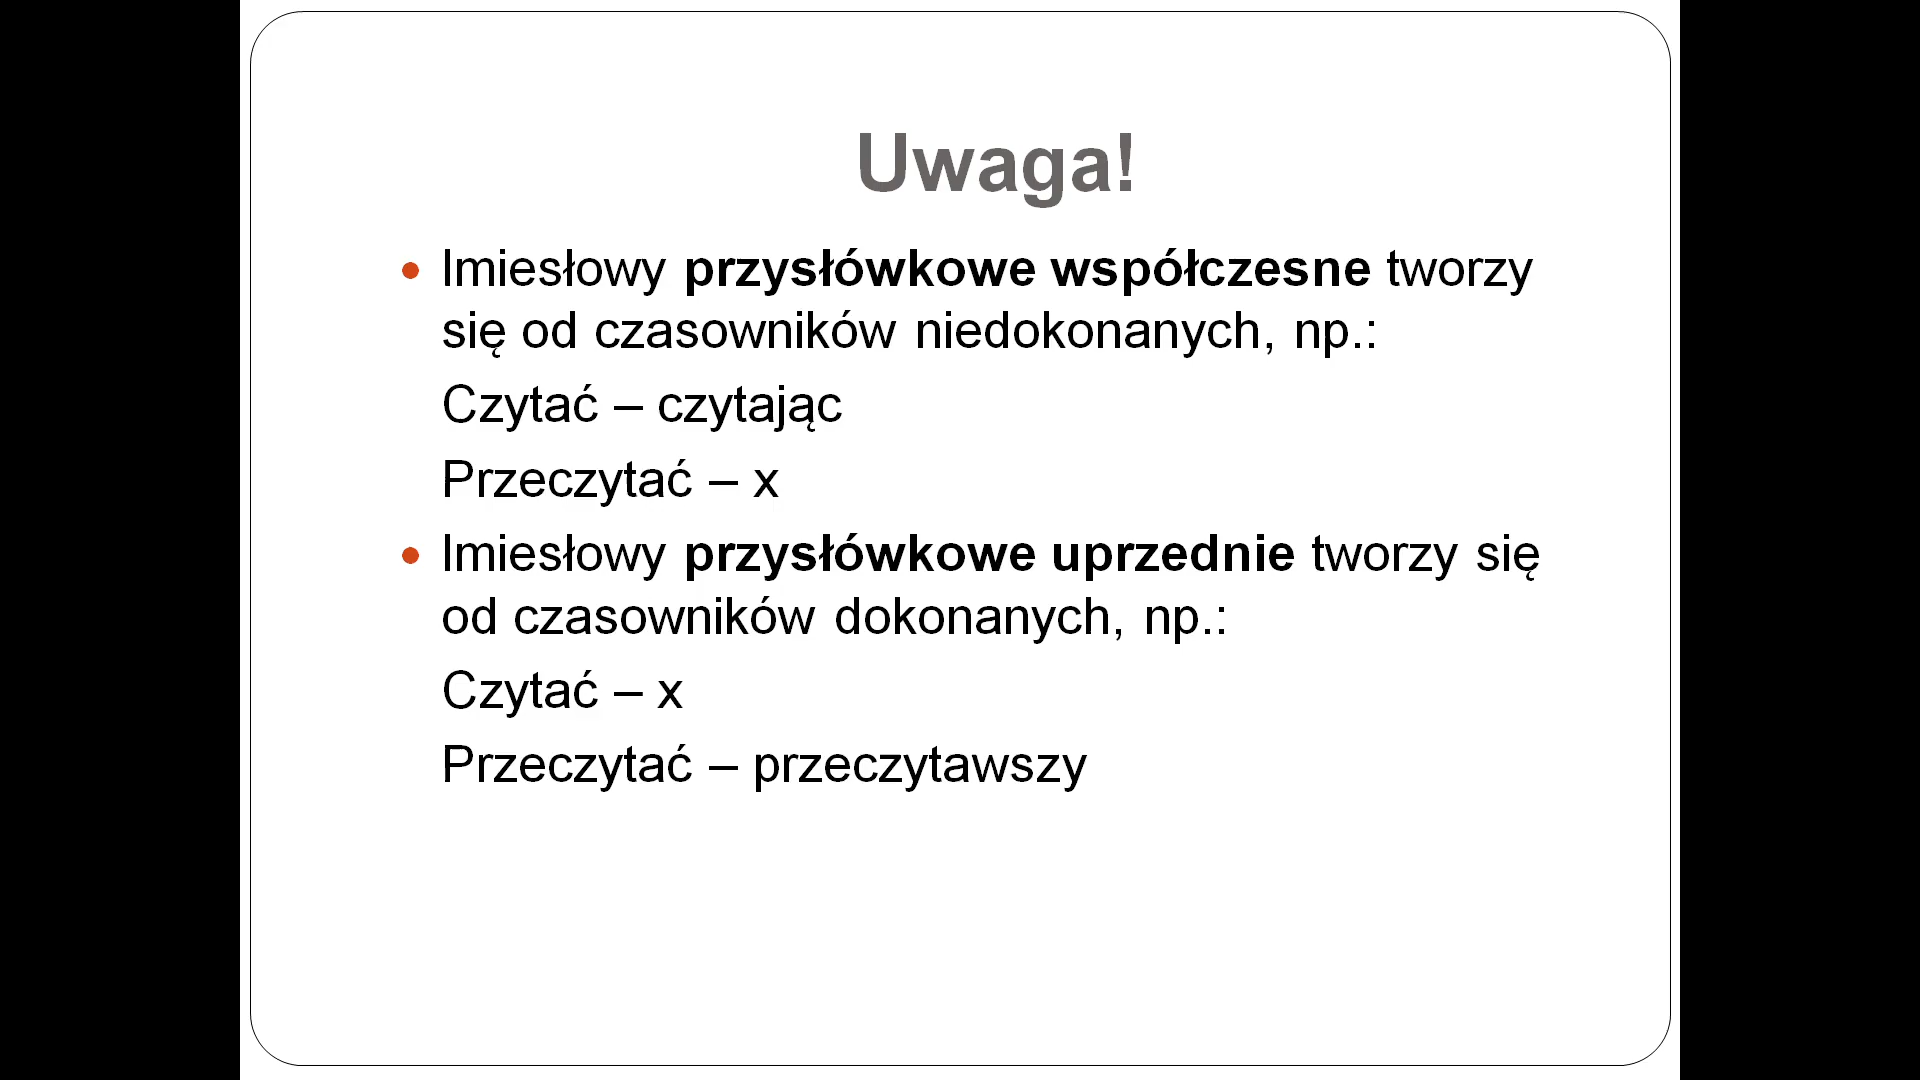 Uwaga!
Imiesłowy przysłówkowe współczesne tworzy
się od czasowników niedokonanych, np.:
Czytać – czytając
Przeczytać – x
Imiesłowy przysłówkowe uprzednie tworzy się
od czasowników dokonanych, np.:
Czytać – x
Przeczytać – przeczytawszy